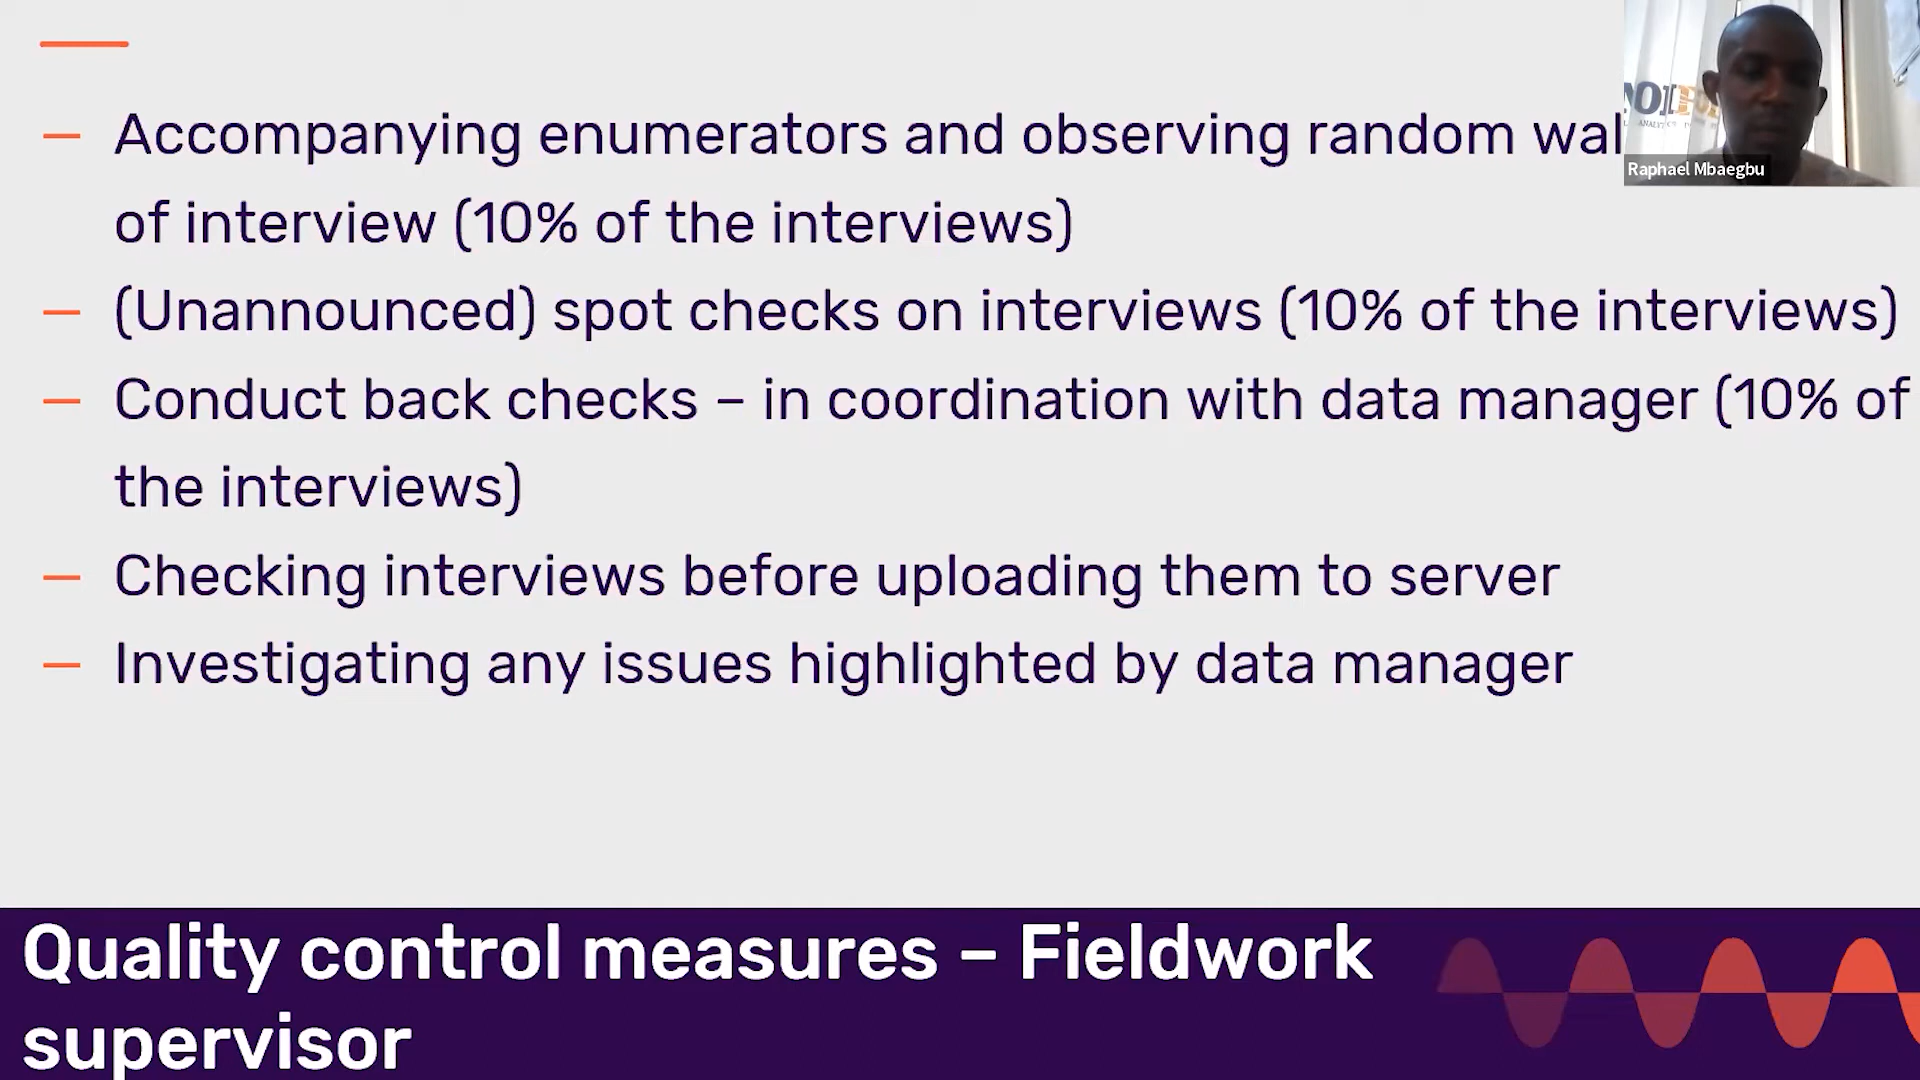 — Accompanying enumerators and observing random wal
of interview (10% of the interviews)
— (Unannounced) spot checks on interviews (10% of the interviews)
— Conduct back checks – in coordination with data manager (10% of
the interviews)
— Checking interviews before uploading them to server
— Investigating any issues highlighted by data manager
Raphael Mbaegbu
Quality control measures – Fieldwork
supervisor